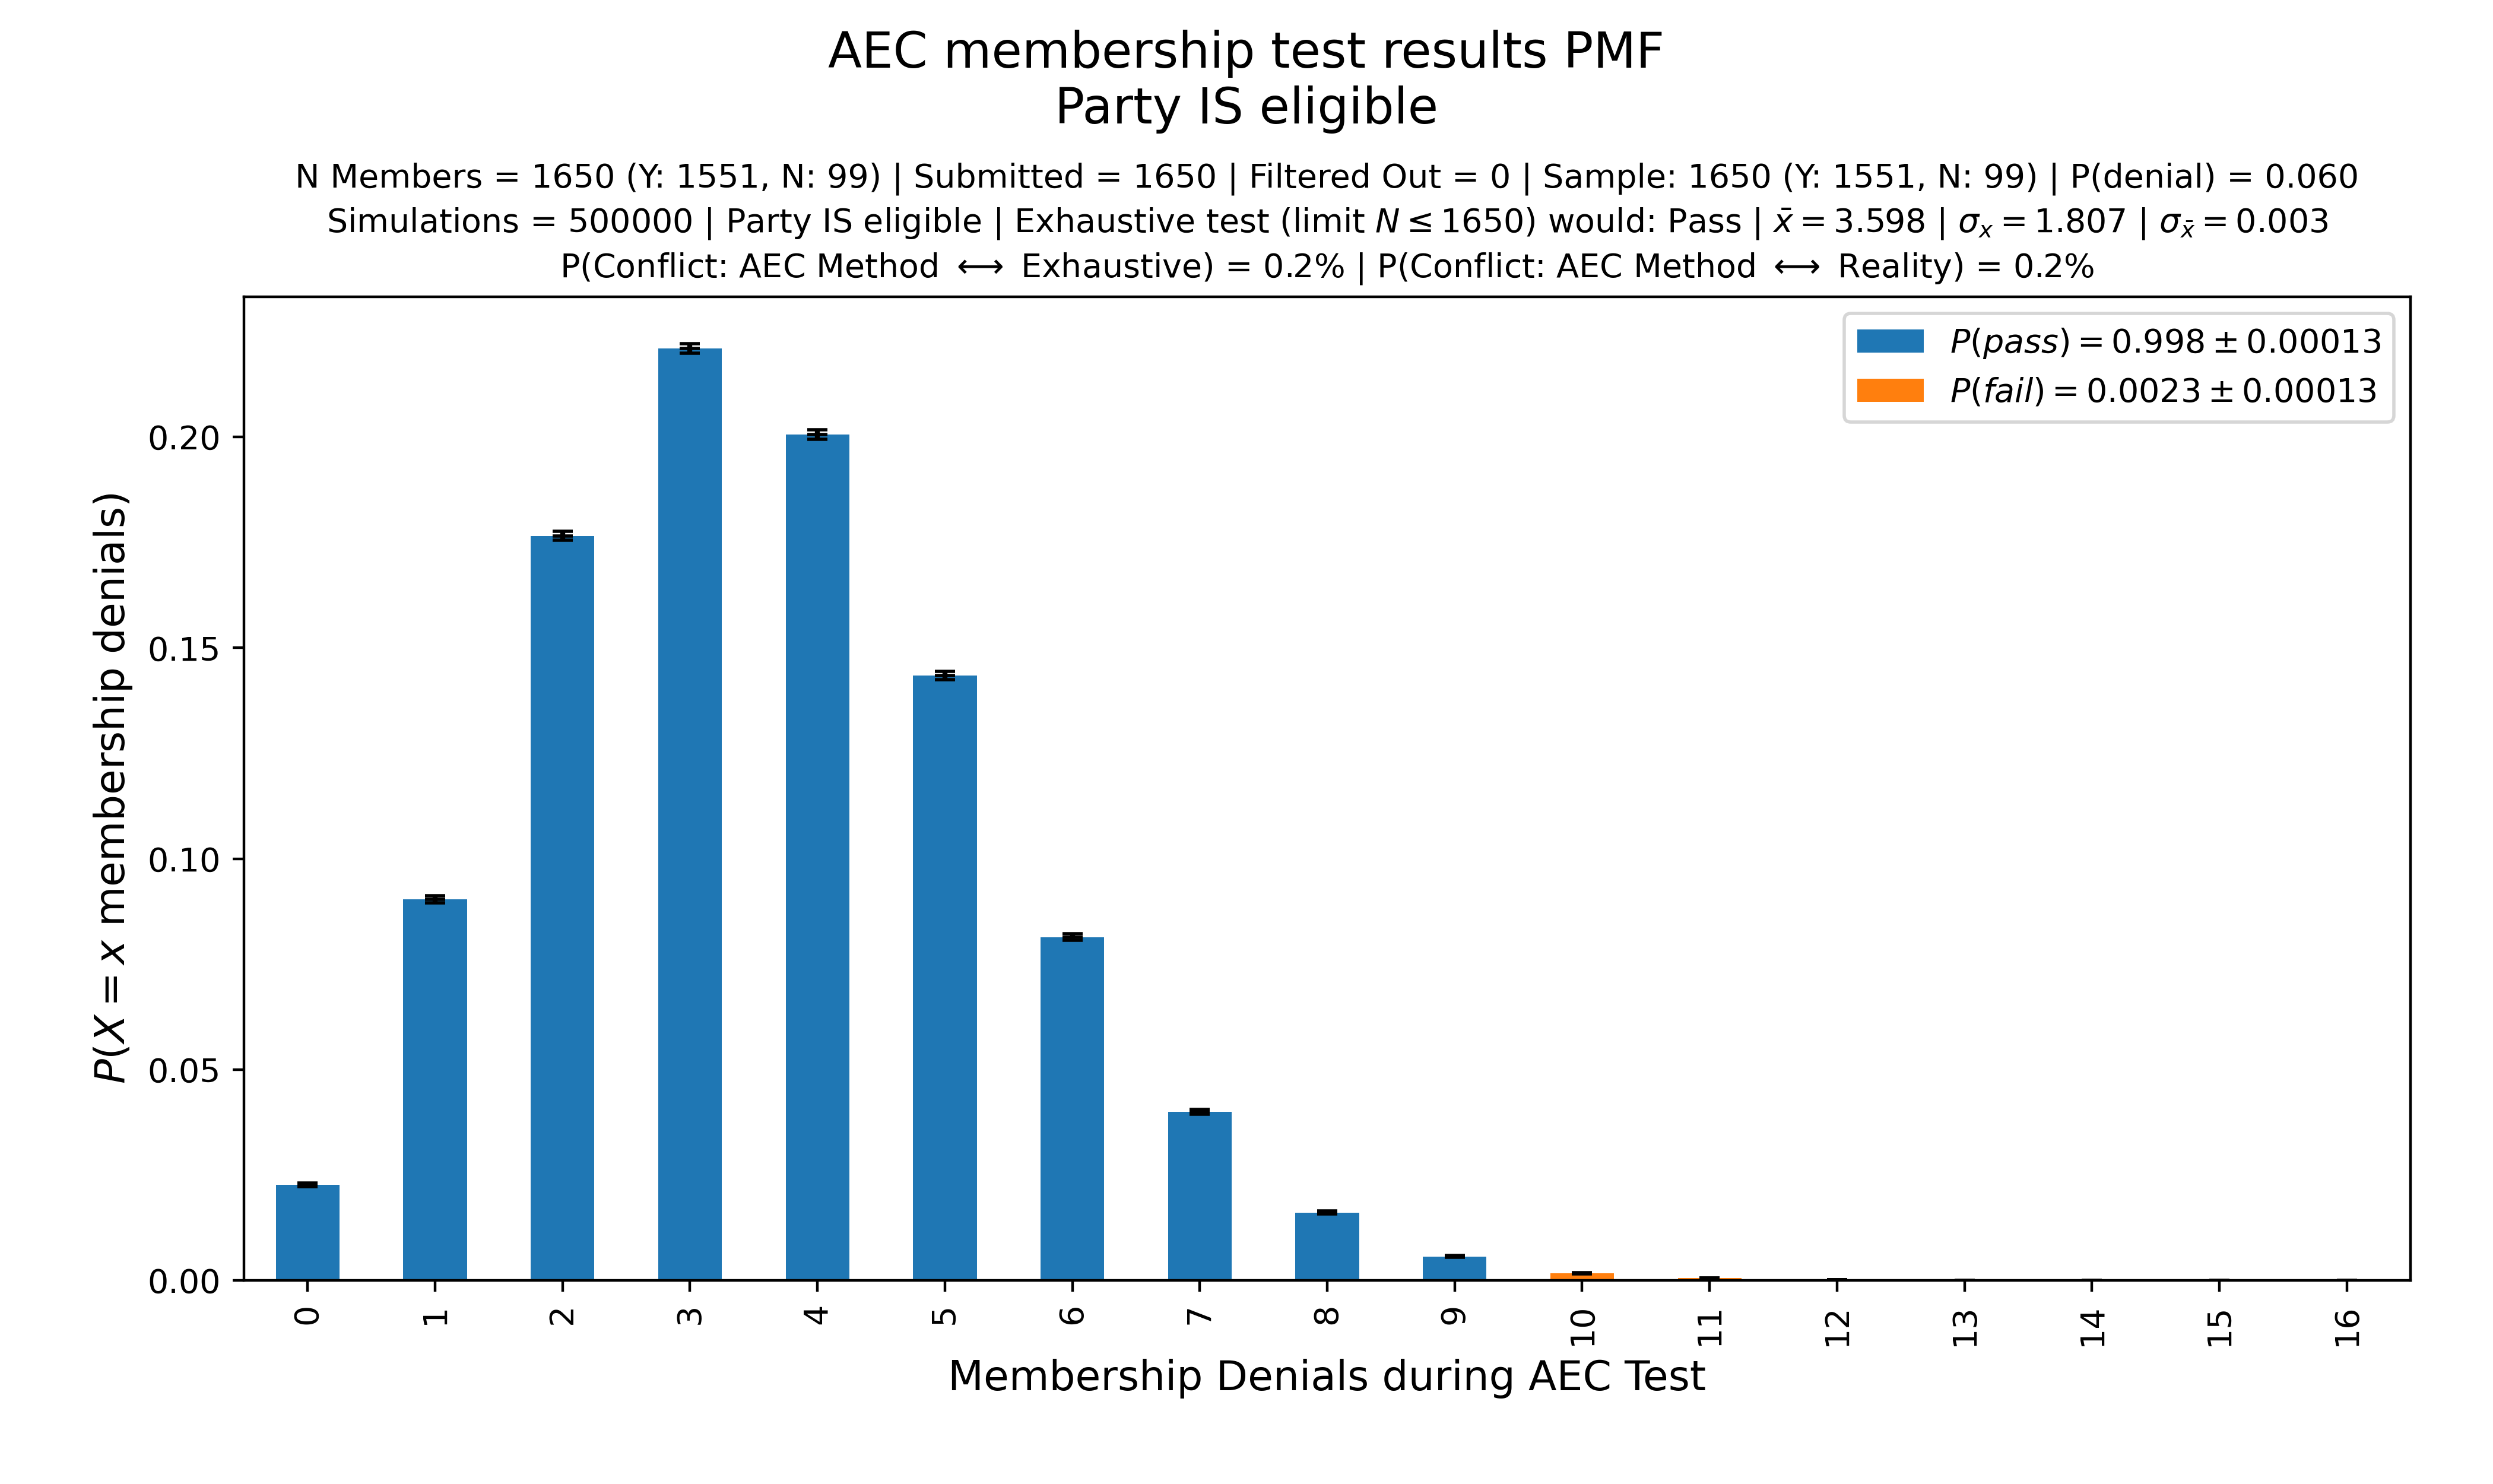 AEC membership test results PMF
Party IS eligible
N Members = 1650 (Y: 1551, N: 99) | Submitted = 1650 | Filtered Out = 0 | Sample: 1650 (Y: 1551, N: 99) | P(denial) = 0.060
Simulations = 500000 | Party IS eligible | Exhaustive test (limit N ≤ 1650) would: Pass | x̄ = 3.598 | σₓ = 1.807 | σ_x̄ = 0.003
P(Conflict: AEC Method ⟷ Exhaustive) = 0.2% | P(Conflict: AEC Method ⟷ Reality) = 0.2%
P(pass) = 0.998 ± 0.00013
P(fail) = 0.0023 ± 0.00013
P(X = x membership denials)
0.20
0.15
0.10
0.05
0.00
0 1 2 3 4 5 6 7 8 9 10 11 12 13 14 15 16
Membership Denials during AEC Test